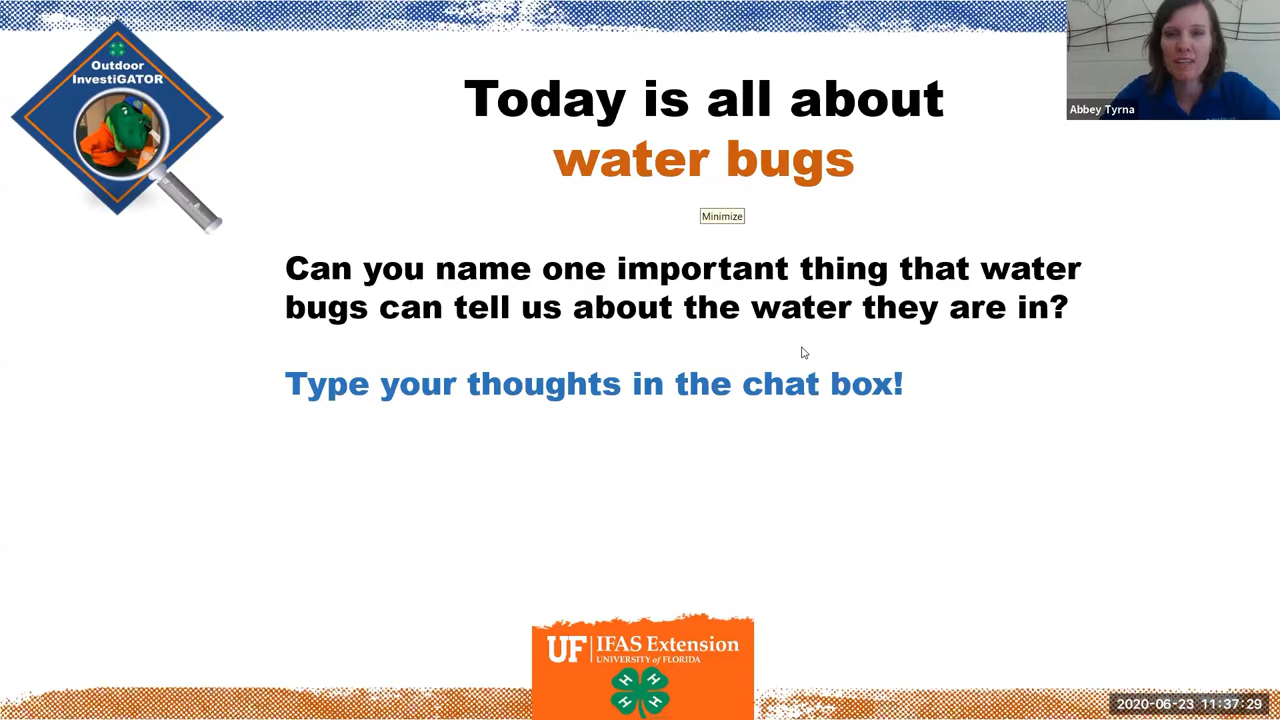 Outdoor
InvestiGATOR
Today is all about
water bugs
Abbey Tyrna
Minimize
Can you name one important thing that water
bugs can tell us about the water they are in?
Type your thoughts in the chat box!
UF IFAS Extension
UNIVERSITY of FLORIDA
H H
H H
2020-06-23 11:37:29